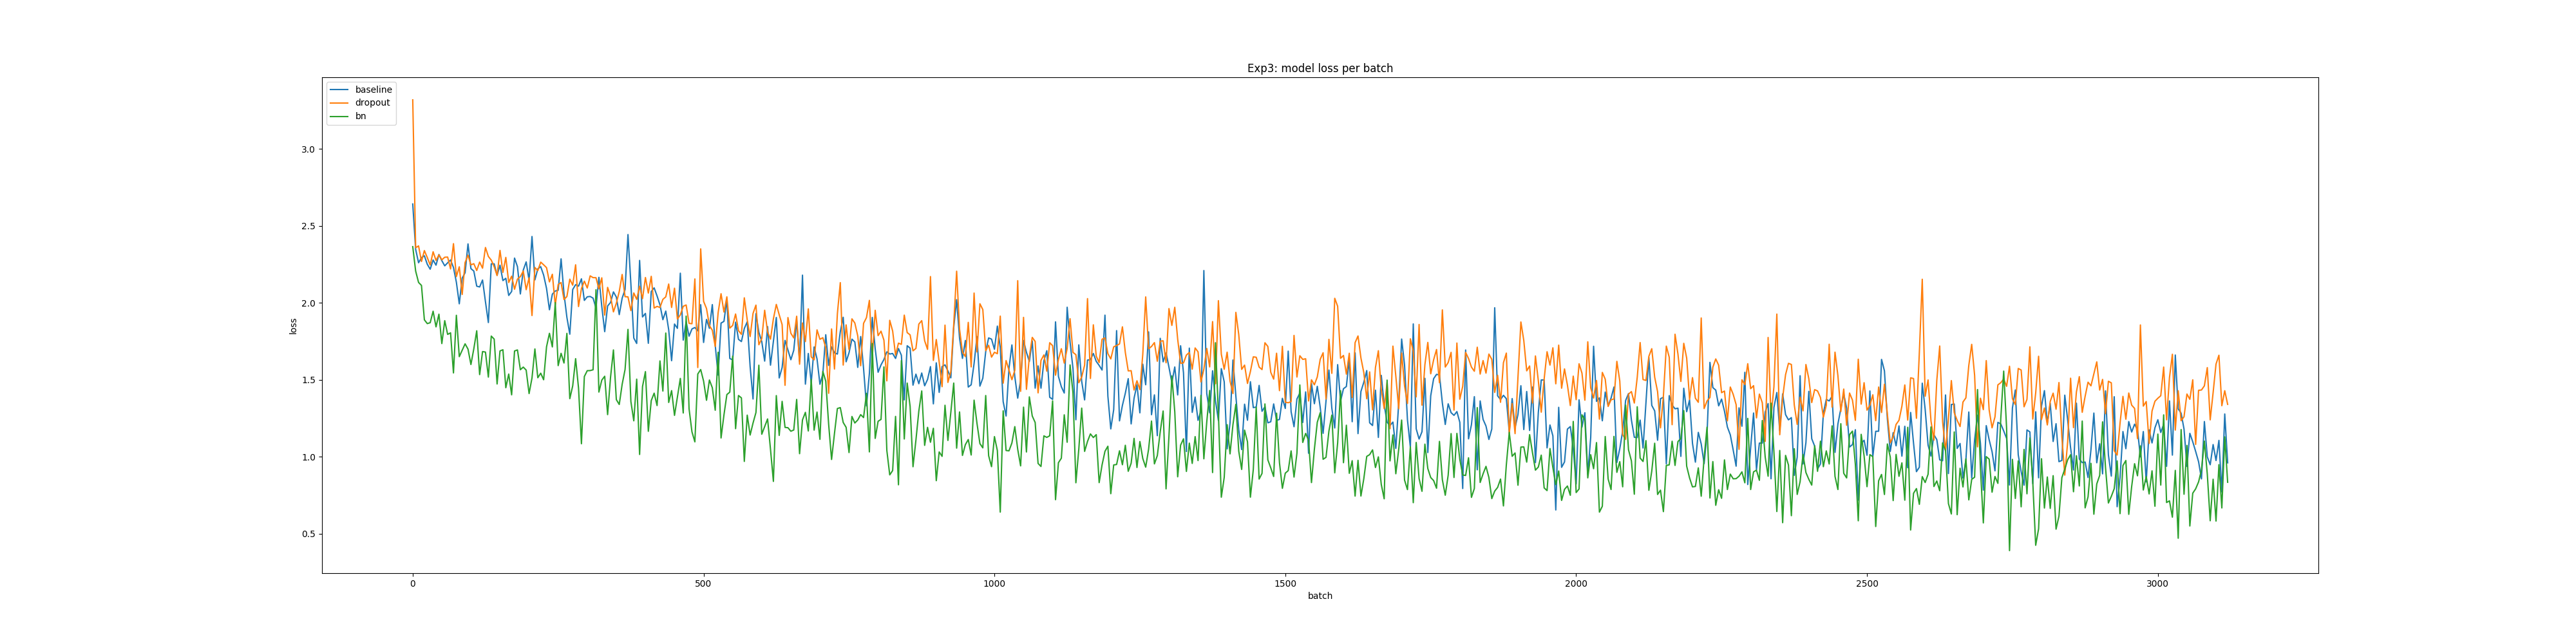 Exp3: model loss per batch
baseline
dropout
bn
3.0
2.5
2.0
1.5
1.0
0.5
loss
0 500 1000 1500 2000 2500 3000
batch